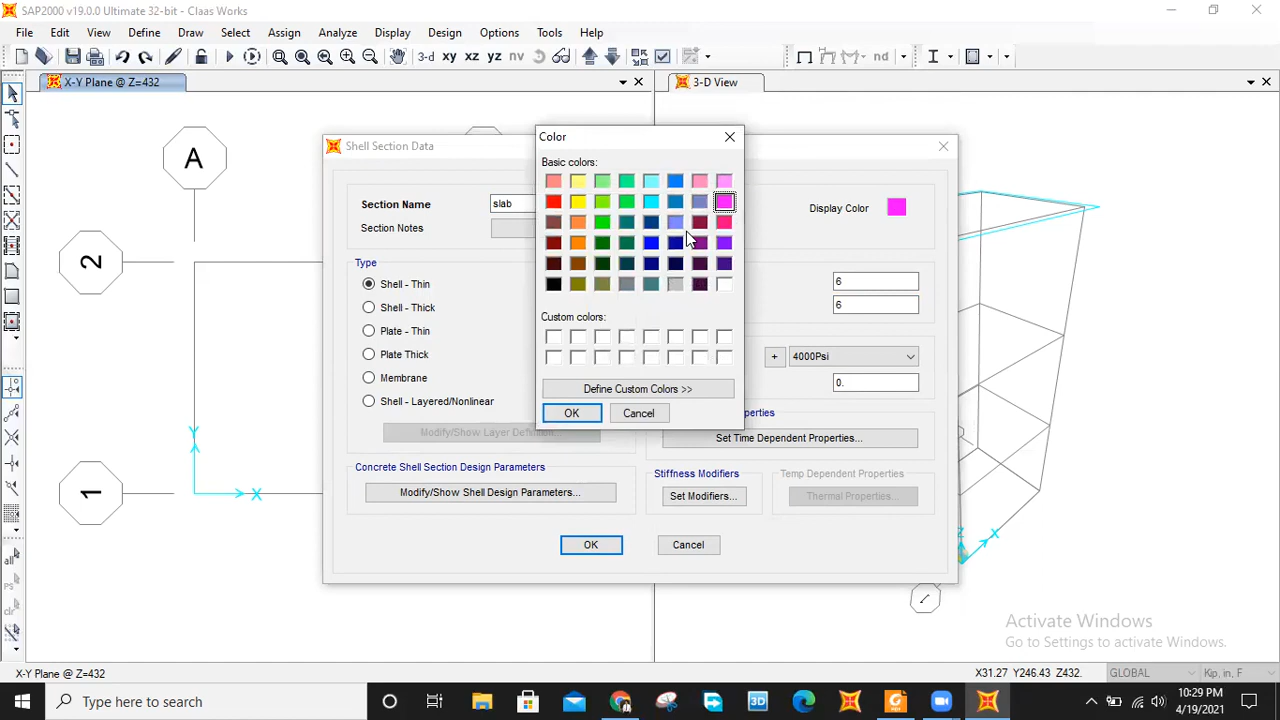 SAP2000 v19.0.0 Ultimate 32-bit - Claas Works
File Edit View Define Draw Select Assign Analyze Display Design Options Tools Help
3-d xy xz yz nv
nd
X-Y Plane @ Z=432
3-D View
A
2
1
Y
X
Shell Section Data
Section Name
slab
Section Notes
Display Color
Type
Shell - Thin
Shell - Thick
Plate - Thin
Plate Thick
Membrane
Shell - Layered/Nonlinear
Modify/Show Layer Definition...
6
6
+
4000Psi
0.
Concrete Shell Section Design Parameters
Modify/Show Shell Design Parameters...
Set Time Dependent Properties...
Stiffness Modifiers
Set Modifiers...
Temp Dependent Properties
Thermal Properties...
OK
Cancel
Color
Basic colors:
Custom colors:
Define Custom Colors >>
OK
Cancel
Z
X
all
PS
clr
Activate Windows
Go to Settings to activate Windows.
X-Y Plane @ Z=432
X31.27 Y246.43 Z432.
GLOBAL
Kip, in, F
Type here to search
3D
10:29 PM
4/19/2021